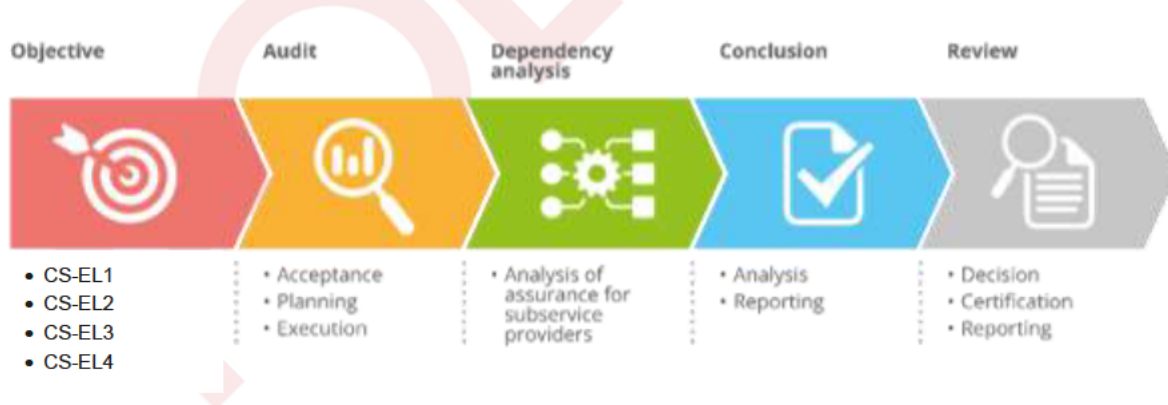 Objective
Audit
Dependency
analysis
Conclusion
Review
• CS-EL1
• CS-EL2
• CS-EL3
• CS-EL4
• Acceptance
• Planning
• Execution
• Analysis of
assurance for
subservice
providers
• Analysis
• Reporting
• Decision
• Certification
• Reporting